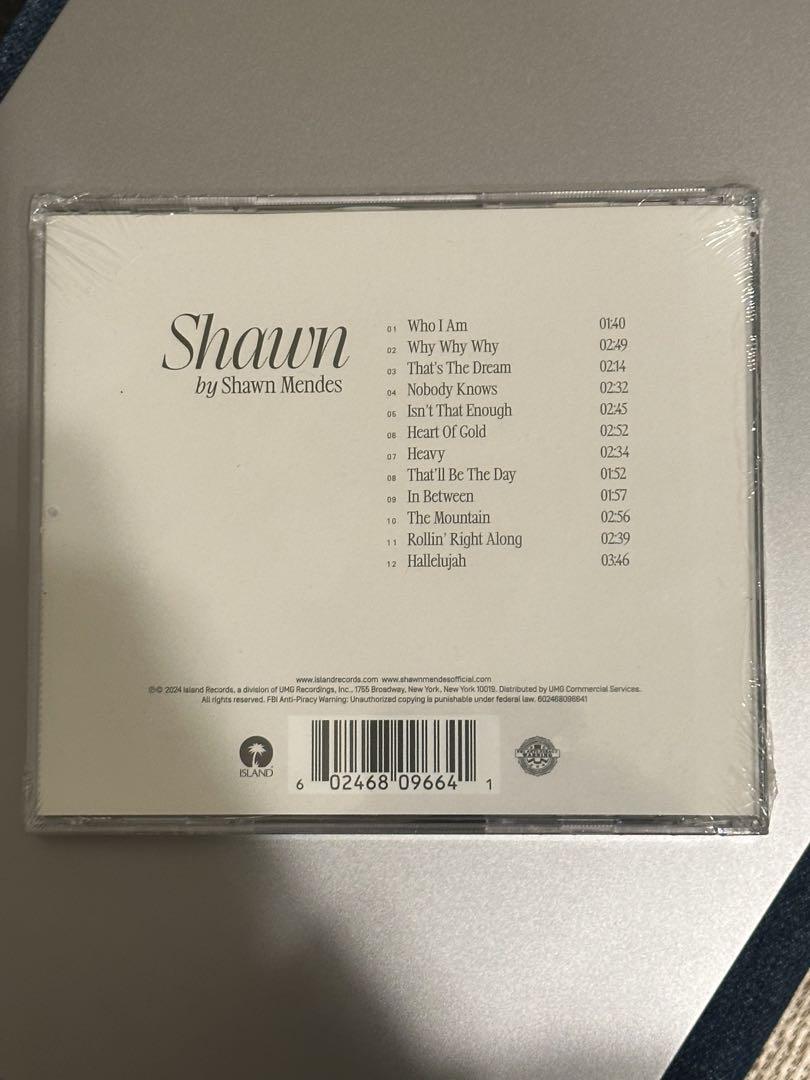 Shawn
by Shawn Mendes
01 Who I Am 01:40
02 Why Why Why 02:49
03 That's The Dream 02:14
04 Nobody Knows 02:32
05 Isn't That Enough 02:45
06 Heart Of Gold 02:52
07 Heavy 02:34
08 That'll Be The Day 01:52
09 In Between 01:57
10 The Mountain 02:56
11 Rollin' Right Along 02:39
12 Hallelujah 03:46
www.islandrecords.com www.shawnmendesofficial.com
℗© 2024 Island Records, a division of UMG Recordings, Inc., 1755 Broadway, New York, New York 10019. Distributed by UMG Commercial Services.
All rights reserved. FBI Anti-Piracy Warning: Unauthorized copying is punishable under federal law. 602468096641
ISLAND
6 02468 09664 1